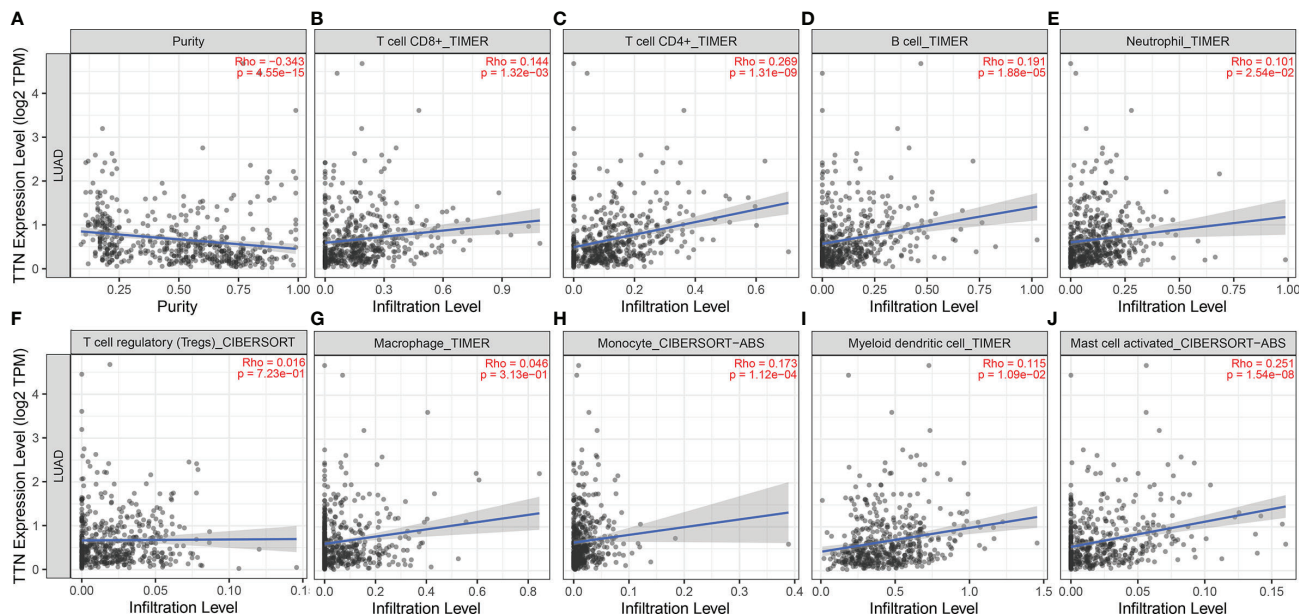 A
B
C
D
E
Purity
T cell CD8+_TIMER
T cell CD4+_TIMER
B cell_TIMER
Neutrophil_TIMER
Rho = −0.343
p = 4.55e−15
Rho = 0.144
p = 1.32e−03
Rho = 0.269
p = 1.31e−09
Rho = 0.191
p = 1.88e−05
Rho = 0.101
p = 2.54e−02
TTN Expression Level (log2 TPM)
LUAD
4
3
2
1
0
0.25 0.50 0.75 1.00
0.0 0.3 0.6 0.9
0.0 0.2 0.4 0.6
0.00 0.25 0.50 0.75 1.00
0.00 0.25 0.50 0.75 1.00
Purity
Infiltration Level
Infiltration Level
Infiltration Level
Infiltration Level
F
G
H
I
J
T cell regulatory (Tregs)_CIBERSORT
Macrophage_TIMER
Monocyte_CIBERSORT−ABS
Myeloid dendritic cell_TIMER
Mast cell activated_CIBERSORT−ABS
Rho = 0.016
p = 7.23e−01
Rho = 0.046
p = 3.13e−01
Rho = 0.173
p = 1.12e−04
Rho = 0.115
p = 1.09e−02
Rho = 0.251
p = 1.54e−08
TTN Expression Level (log2 TPM)
LUAD
4
3
2
1
0
0.00 0.05 0.10 0.1
0.0 0.2 0.4 0.6 0.8
0.0 0.1 0.2 0.3 0.4
0.0 0.5 1.0 1.5
0.00 0.05 0.10 0.15
Infiltration Level
Infiltration Level
Infiltration Level
Infiltration Level
Infiltration Level